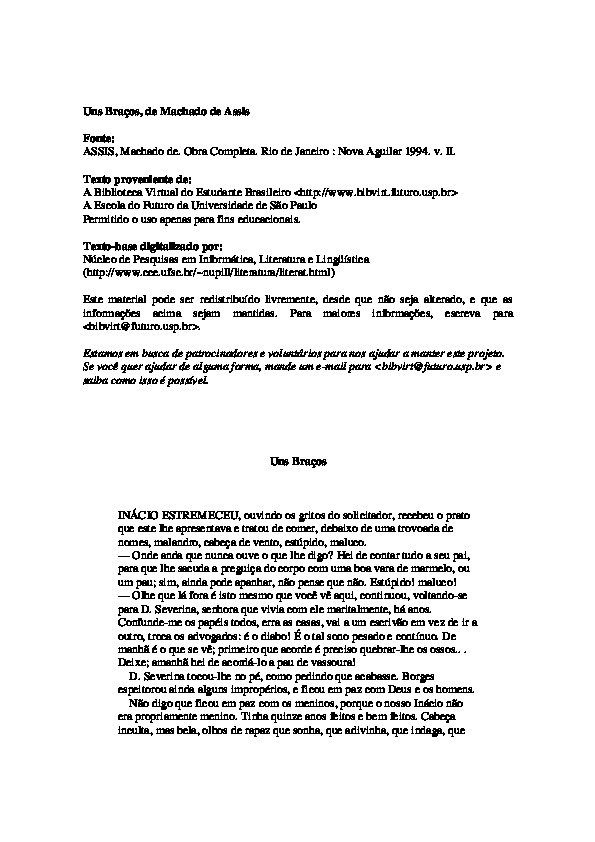 Uns Braços, de Machado de Assis
Fonte:
ASSIS, Machado de. Obra Completa. Rio de Janeiro : Nova Aguilar 1994. v. II.
Texto proveniente de:
A Biblioteca Virtual do Estudante Brasileiro <http://www.bibvirt.futuro.usp.br>
A Escola do Futuro da Universidade de São Paulo
Permitido o uso apenas para fins educacionais.
Texto-base digitalizado por:
Núcleo de Pesquisas em Informática, Literatura e Lingüística
(http://www.cce.ufsc.br/~nupill/literatura/literat.html)
Este material pode ser redistribuído livremente, desde que não seja alterado, e que as
informações acima sejam mantidas. Para maiores informações, escreva para
<bibvirt@futuro.usp.br>.
Estamos em busca de patrocinadores e voluntários para nos ajudar a manter este projeto.
Se você quer ajudar de alguma forma, mande um e-mail para <bibvirt@futuro.usp.br> e
saiba como isso é possível.
Uns Braços
INÁCIO ESTREMECEU, ouvindo os gritos do solicitador, recebeu o prato
que este lhe apresentava e tratou de comer, debaixo de uma trovoada de
nomes, malandro, cabeça de vento, estúpido, maluco.
— Onde anda que nunca ouve o que lhe digo? Hei de contar tudo a seu pai,
para que lhe sacuda a preguiça do corpo com uma boa vara de marmelo, ou
um pau; sim, ainda pode apanhar, não pense que não. Estúpido! maluco!
— Olhe que lá fora é isto mesmo que você vê aqui, continuou, voltando-se
para D. Severina, senhora que vivia com ele maritalmente, há anos.
Confunde-me os papéis todos, erra as casas, vai a um escrivão em vez de ir a
outro, troca os advogados: é o diabo! É o tal sono pesado e contínuo. De
manhã é o que se vê; primeiro que acorde é preciso quebrar-lhe os ossos.. .
Deixe; amanhã hei de acordá-lo a pau de vassoura!
D. Severina tocou-lhe no pé, como pedindo que acabasse. Borges
espeitorou ainda alguns impropérios, e ficou em paz com Deus e os homens.
Não digo que ficou em paz com os meninos, porque o nosso Inácio não
era propriamente menino. Tinha quinze anos feitos e bem feitos. Cabeça
inculta, mas bela, olhos de rapaz que sonha, que adivinha, que indaga, que